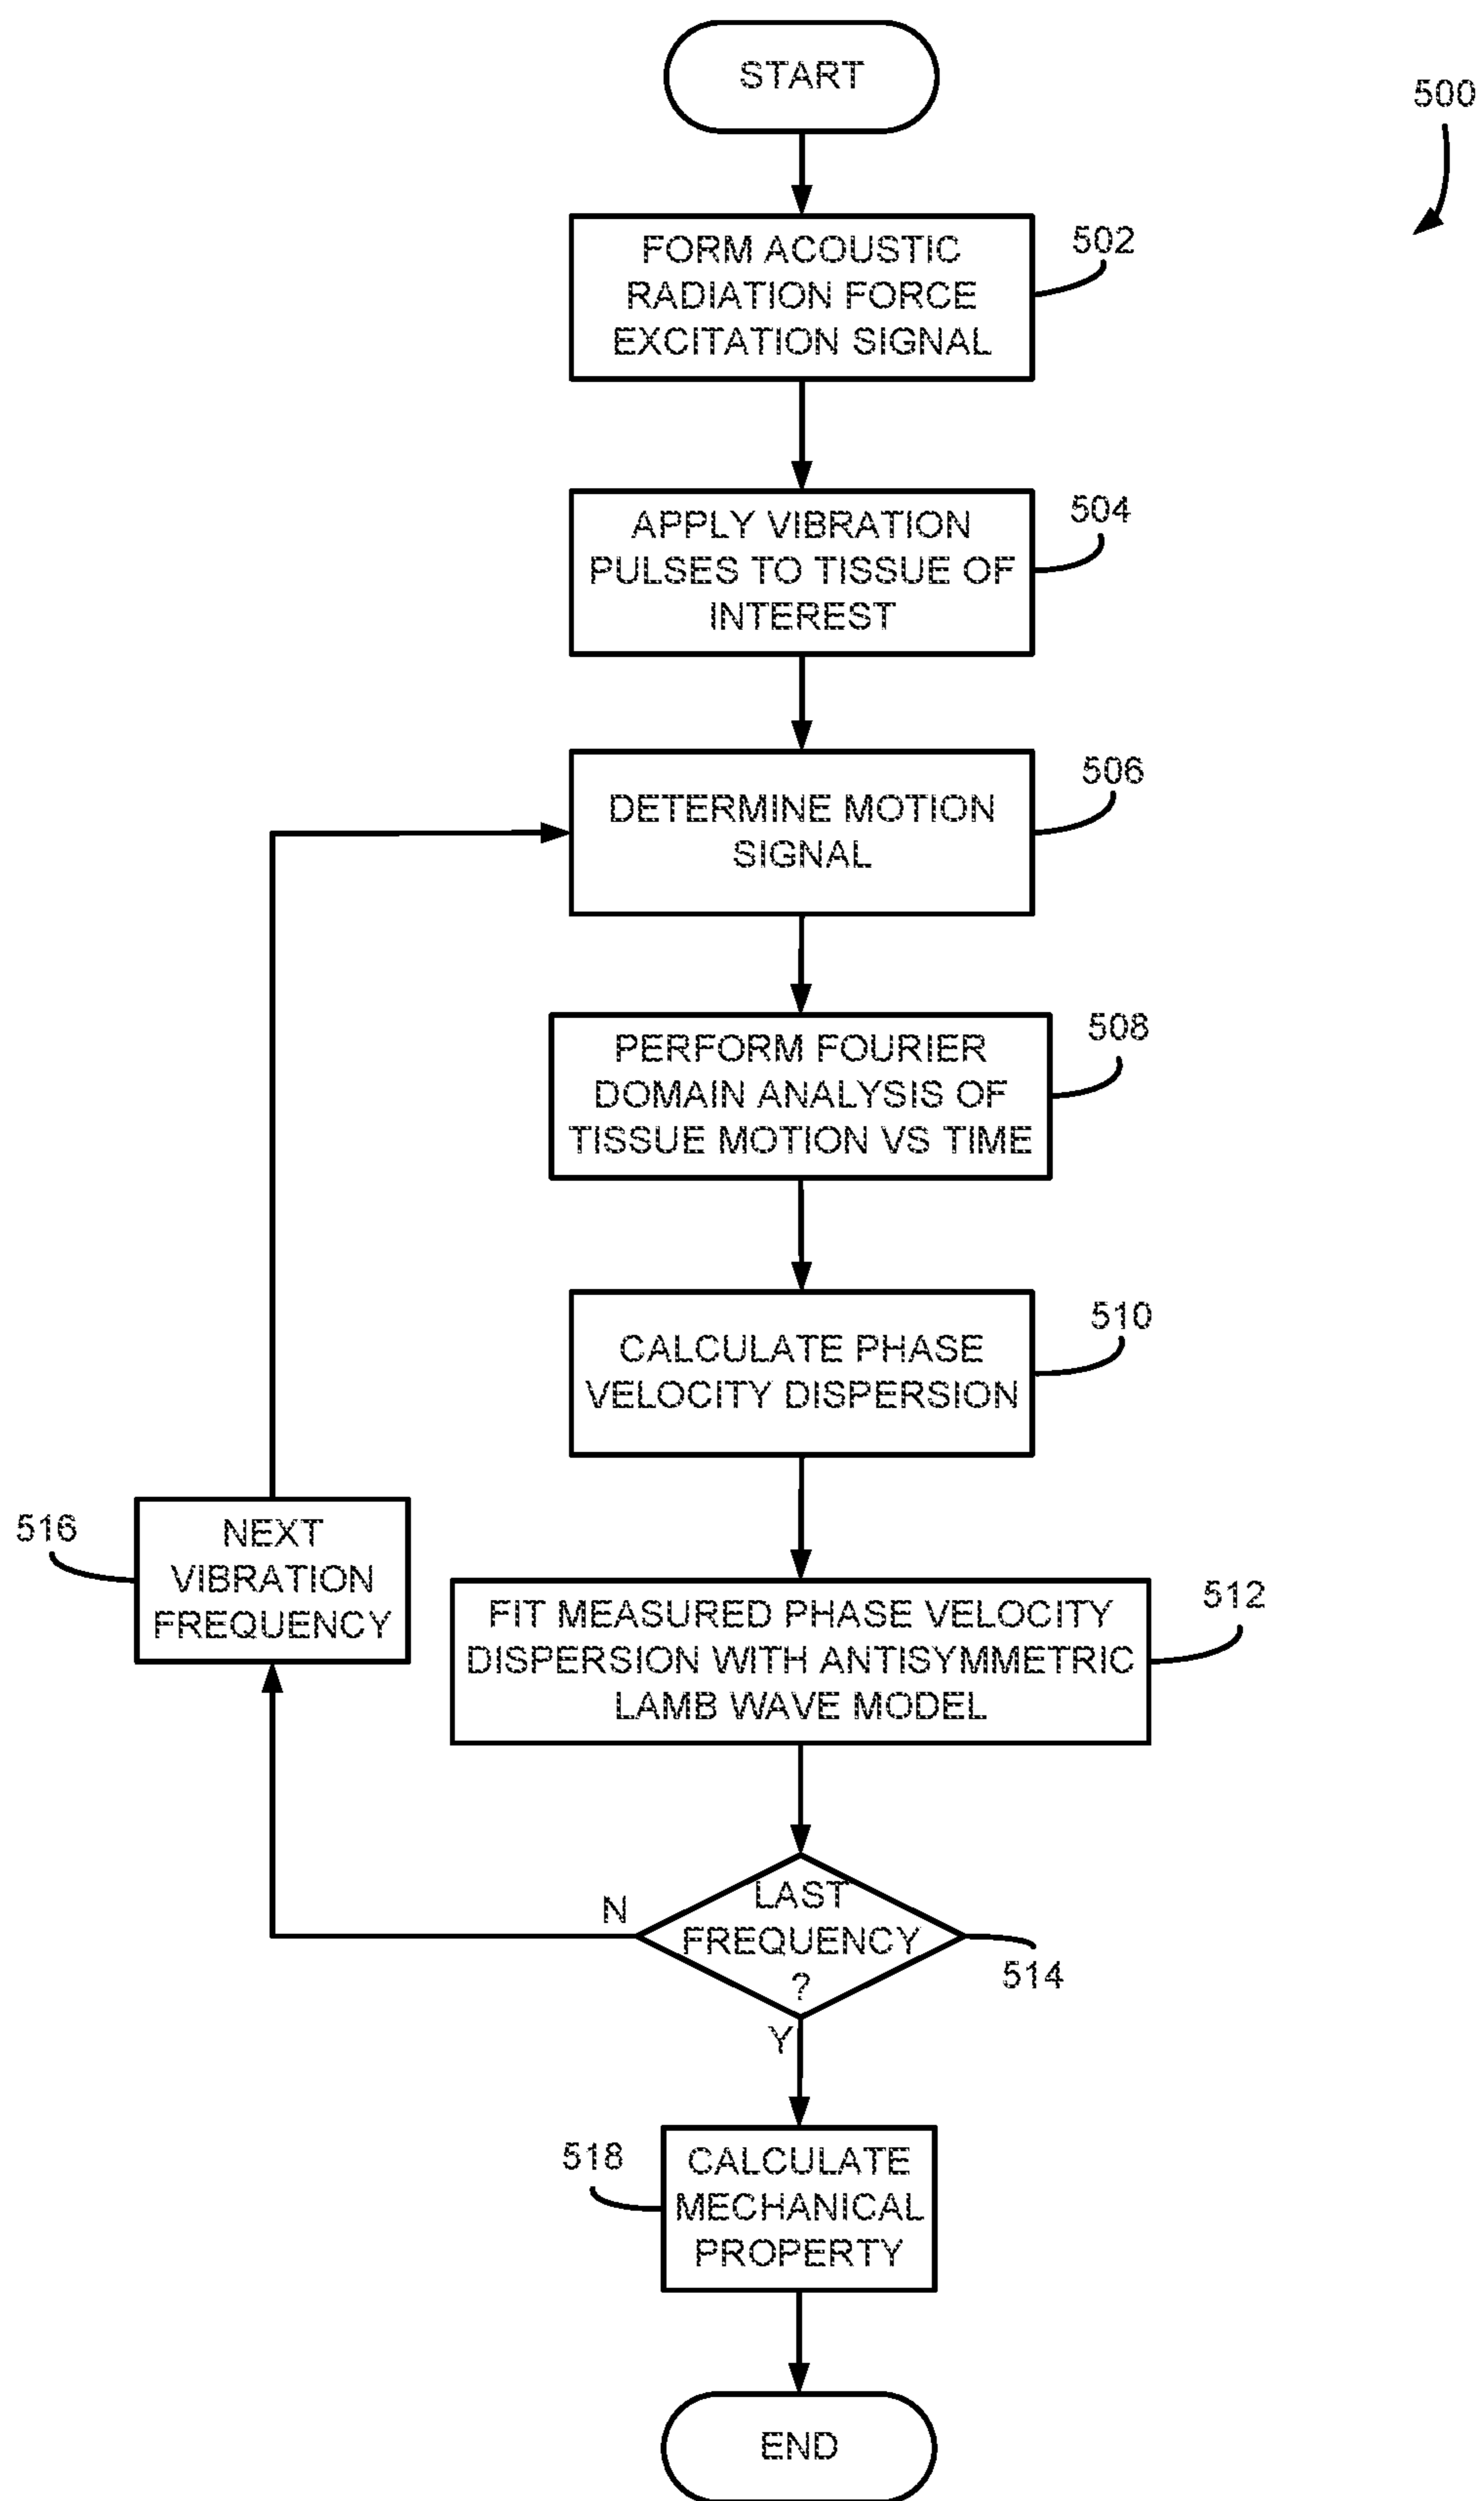 START
500
FORM ACOUSTIC
RADIATION FORCE
EXCITATION SIGNAL
502
APPLY VIBRATION
PULSES TO TISSUE OF
INTEREST
504
DETERMINE MOTION
SIGNAL
506
PERFORM FOURIER
DOMAIN ANALYSIS OF
TISSUE MOTION VS TIME
508
CALCULATE PHASE
VELOCITY DISPERSION
510
516
NEXT
VIBRATION
FREQUENCY
FIT MEASURED PHASE VELOCITY
DISPERSION WITH ANTISYMMETRIC
LAMB WAVE MODEL
512
N
LAST
FREQUENCY
?
514
Y
518
CALCULATE
MECHANICAL
PROPERTY
END